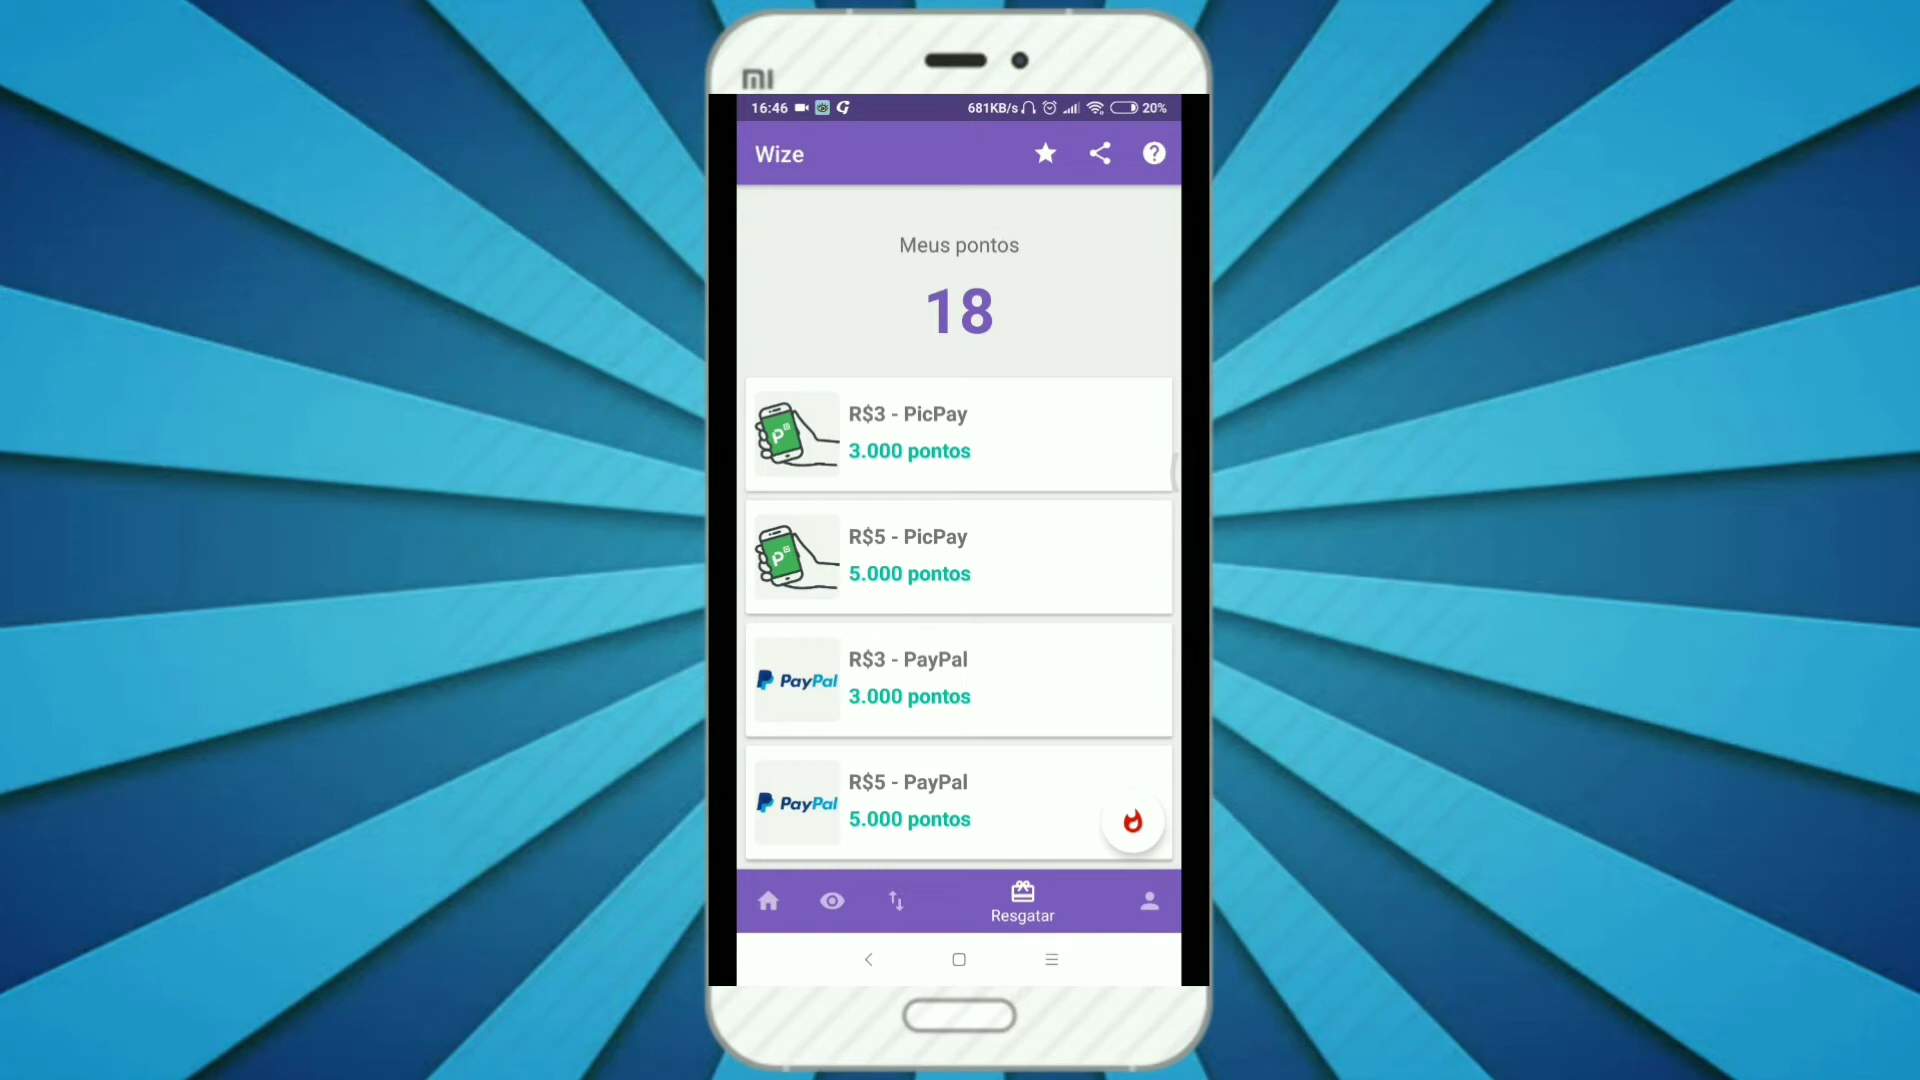 MI
16:46 681KB/s 20%
Wize
Meus pontos
18
R$3 - PicPay
3.000 pontos
R$5 - PicPay
5.000 pontos
PayPal
R$3 - PayPal
3.000 pontos
PayPal
R$5 - PayPal
5.000 pontos
Resgatar